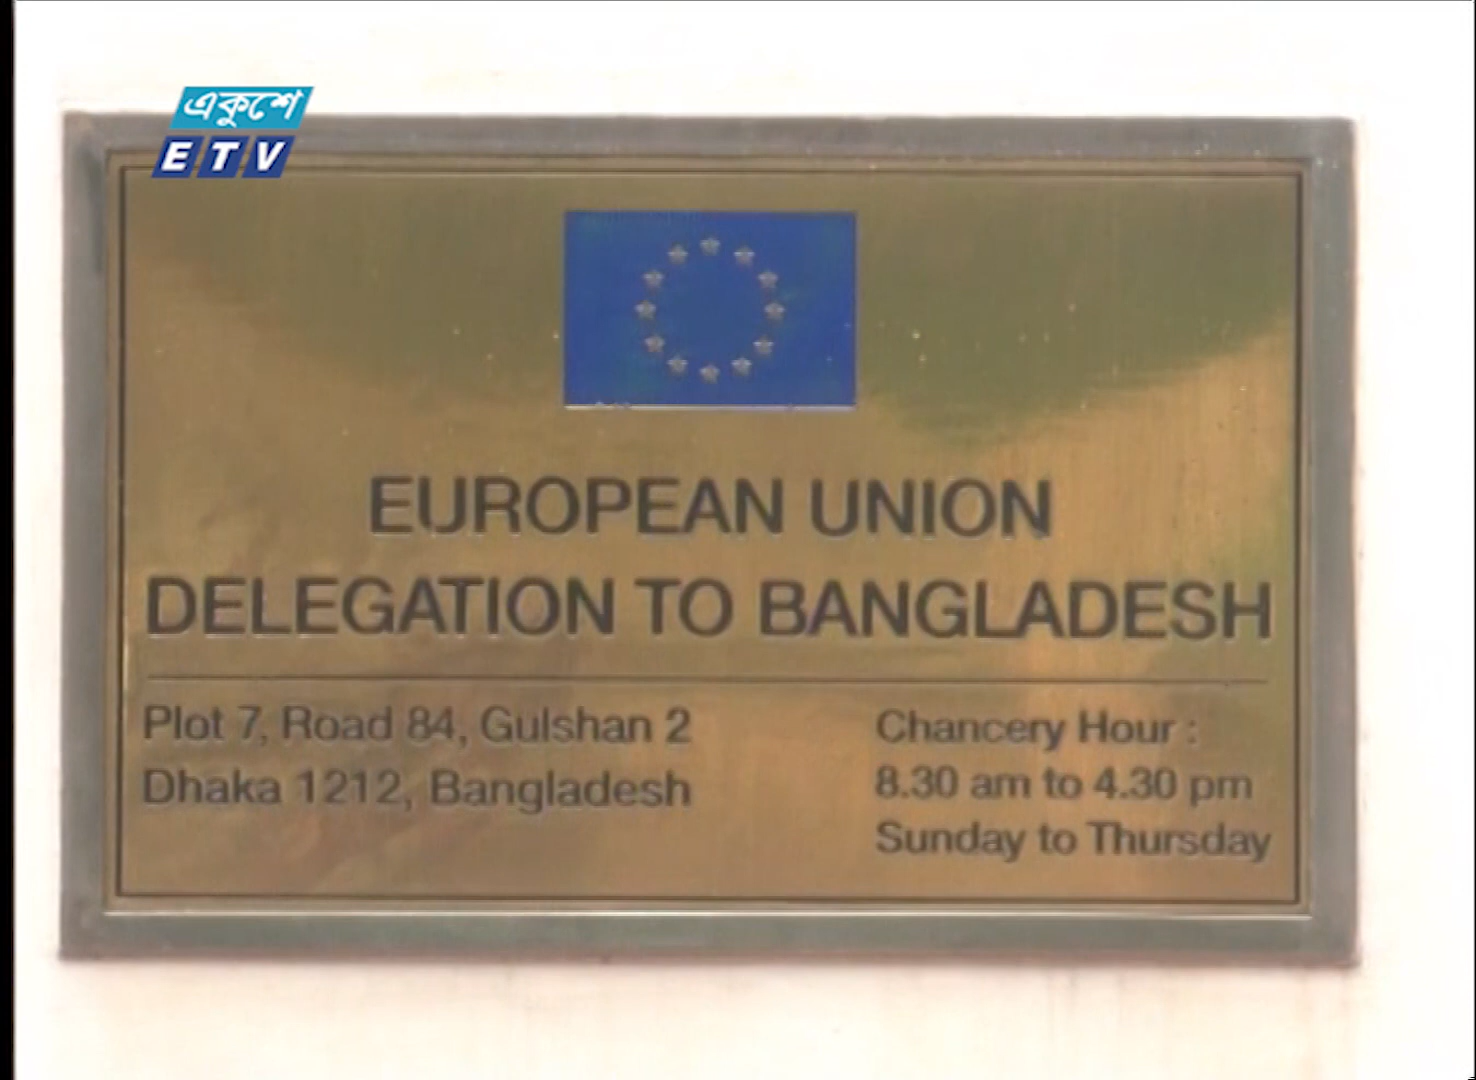 একুশে
ETV
EUROPEAN UNION
DELEGATION TO BANGLADESH
Plot 7, Road 84, Gulshan 2
Dhaka 1212, Bangladesh
Chancery Hour :
8.30 am to 4.30 pm
Sunday to Thursday